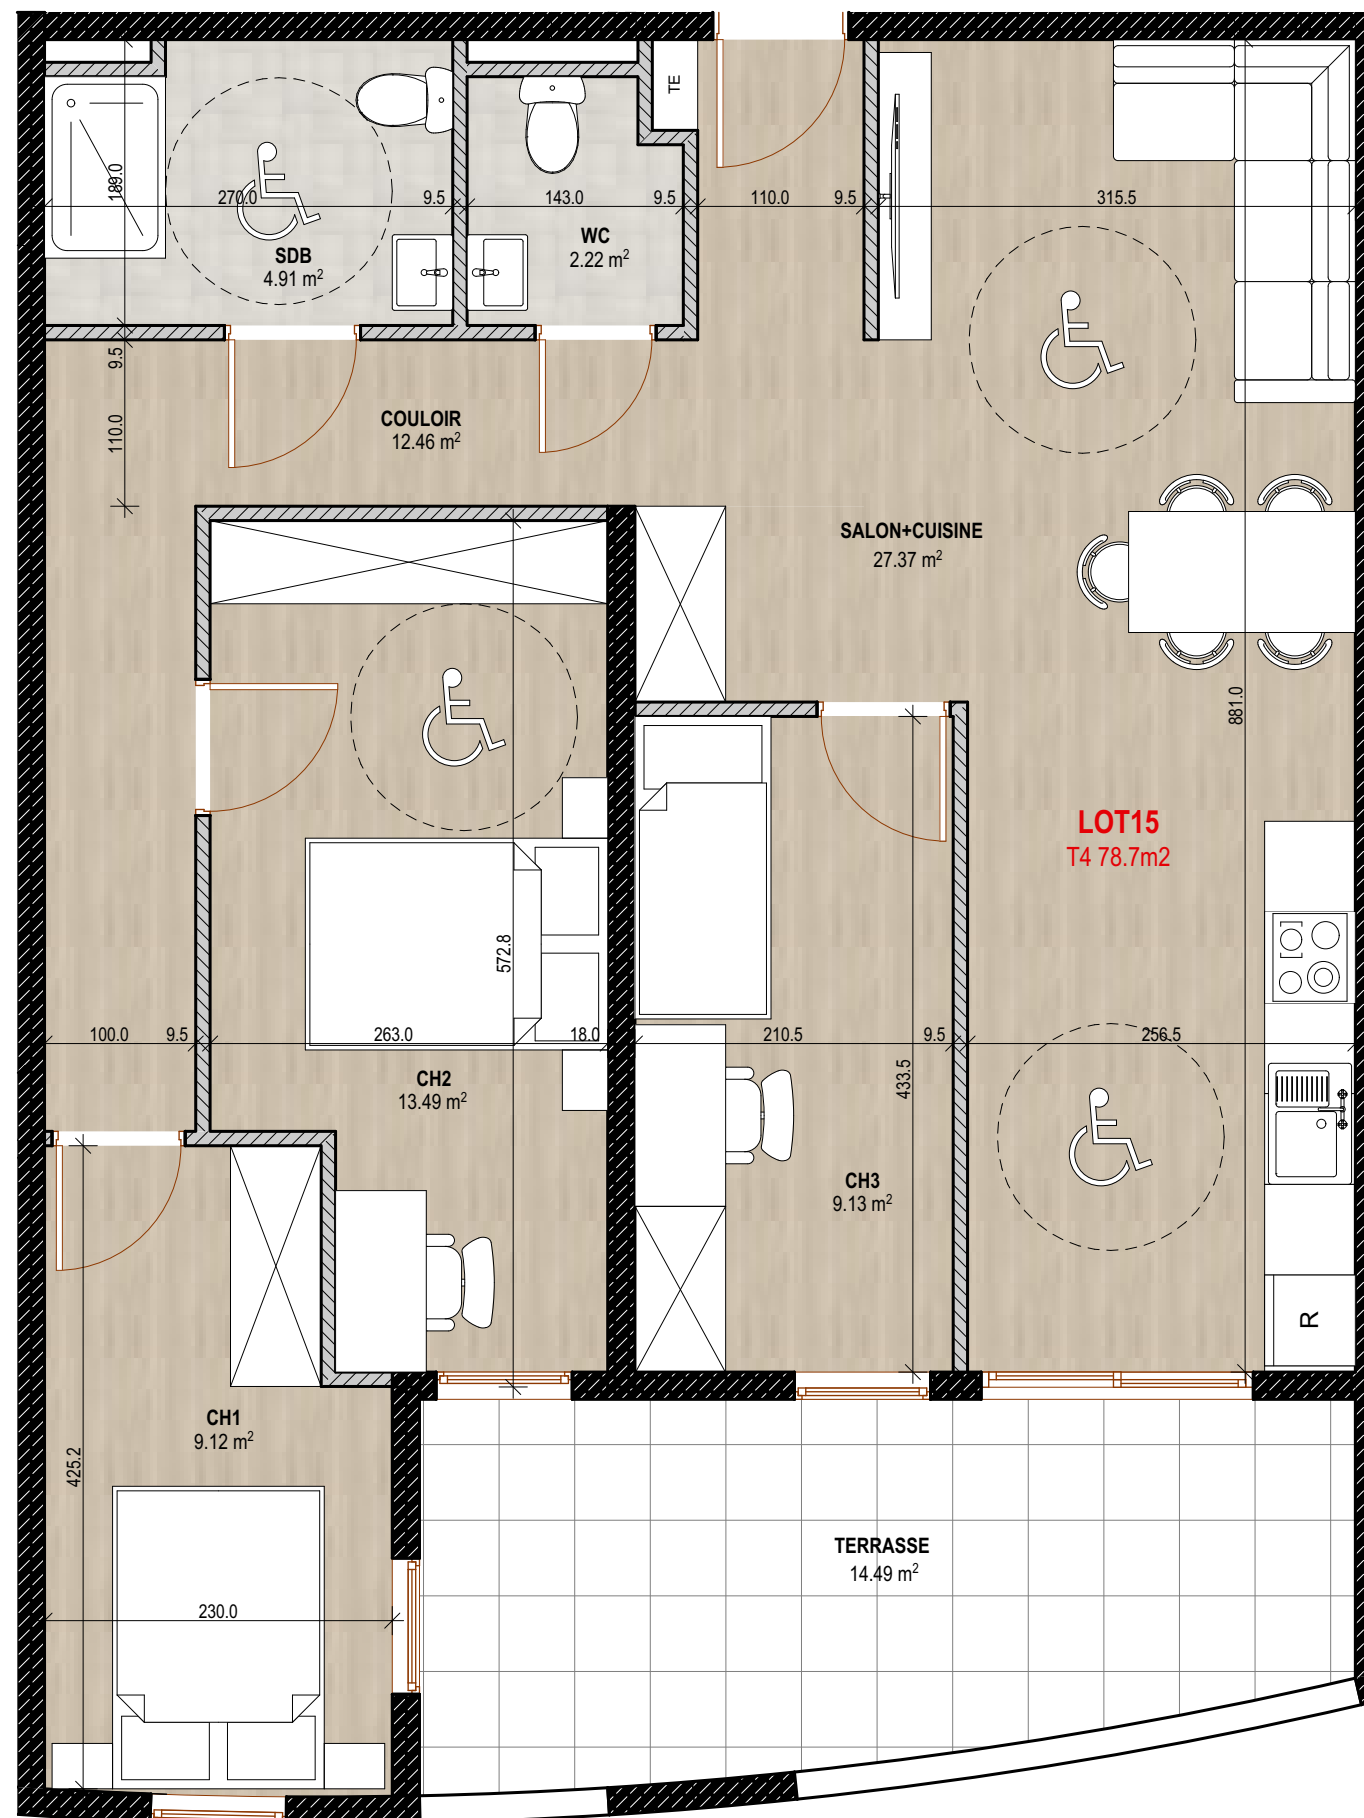 TE
189.0
270.0
9.5
143.0
9.5
110.0
9.5
315.5
SDB
4.91 m²
WC
2.22 m²
9.5
110.0
COULOIR
12.46 m²
SALON+CUISINE
27.37 m²
881.0
LOT15
T4 78.7m2
572.8
100.0
9.5
263.0
18.0
210.5
9.5
256.5
CH2
13.49 m²
433.5
CH3
9.13 m²
R
CH1
9.12 m²
425.2
TERRASSE
14.49 m²
230.0